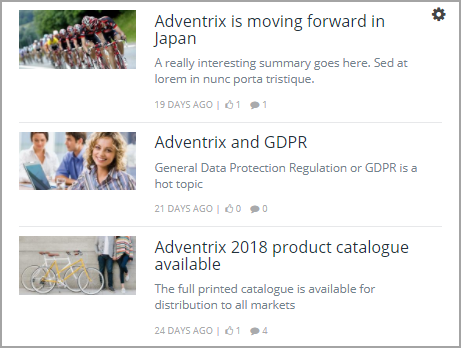 Adventrix is moving forward in
Japan
A really interesting summary goes here. Sed at
lorem in nunc porta tristique.
19 DAYS AGO | 1 1
Adventrix and GDPR
General Data Protection Regulation or GDPR is a
hot topic
21 DAYS AGO | 0 0
Adventrix 2018 product catalogue
available
The full printed catalogue is available for
distribution to all markets
24 DAYS AGO | 1 4